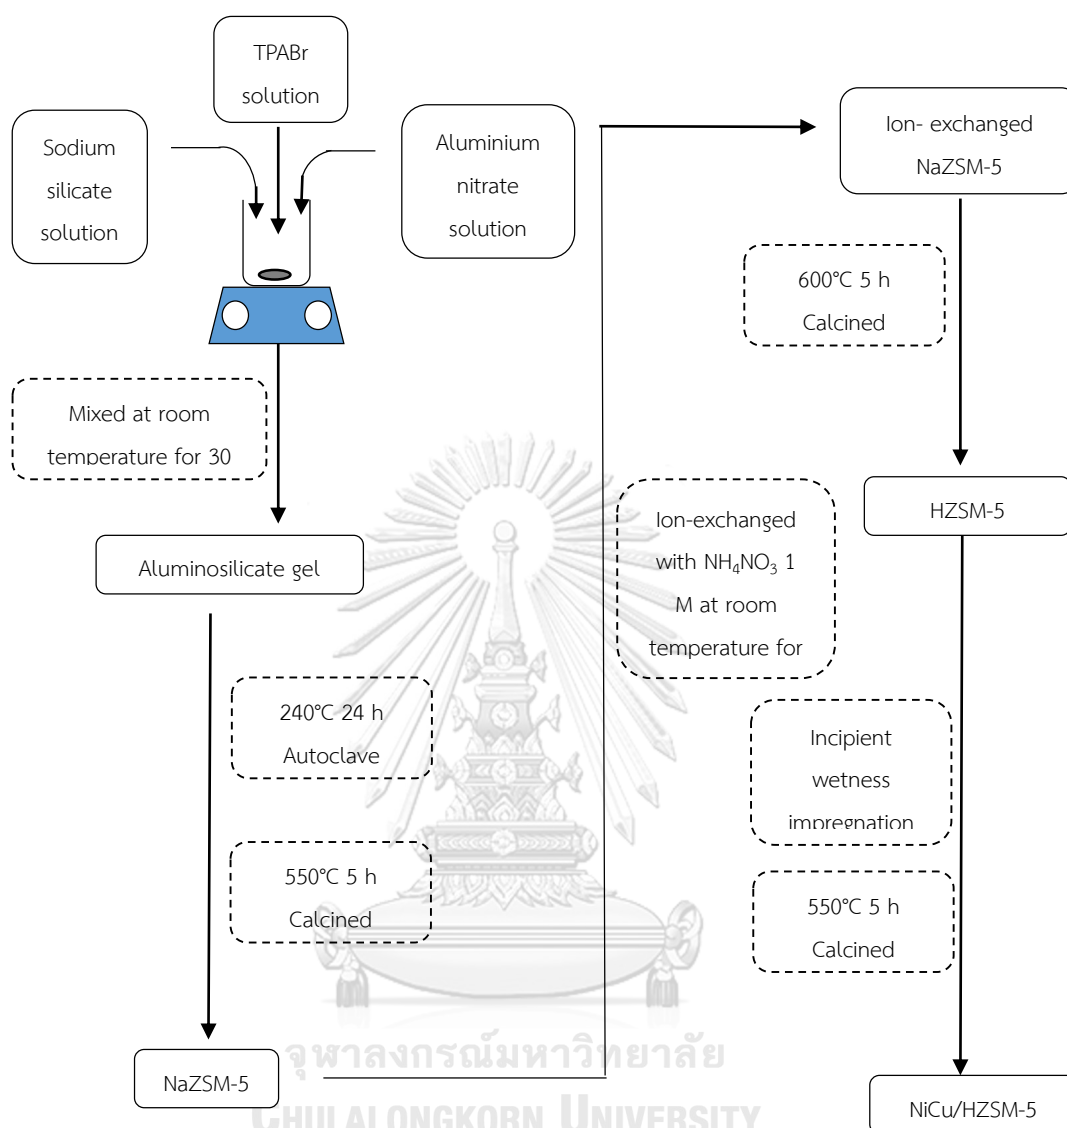 TPABr
solution
Sodium
silicate
solution
Aluminium
nitrate
solution
Mixed at room
temperature for 30
Aluminosilicate gel
240°C 24 h
Autoclave
550°C 5 h
Calcined
NaZSM-5
Ion-exchanged
with NH₄NO₃ 1
M at room
temperature for
Ion- exchanged
NaZSM-5
600°C 5 h
Calcined
HZSM-5
Incipient
wetness
impregnation
550°C 5 h
Calcined
NiCu/HZSM-5
จุฬาลงกรณ์มหาวิทยาลัย
CHULALONGKORN UNIVERSITY